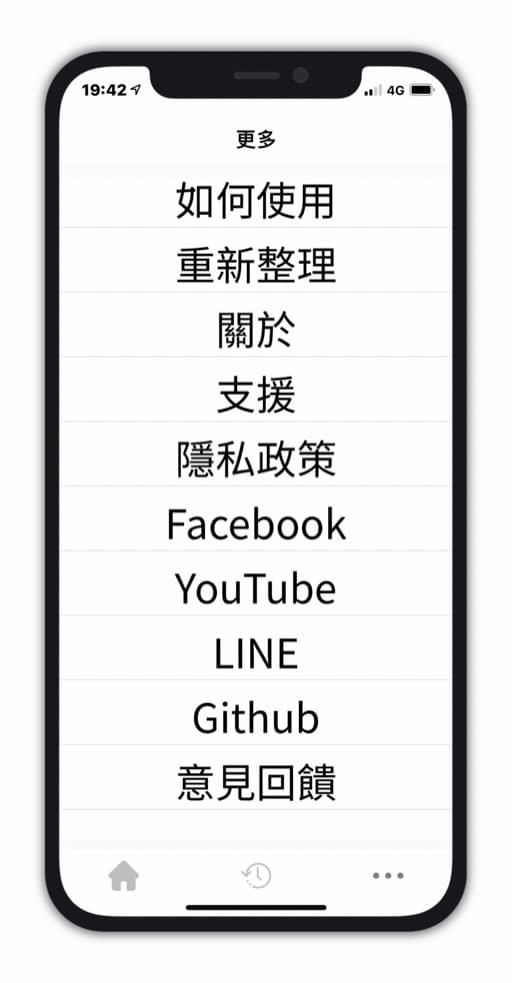 19:42
4G
更多
如何使用
重新整理
關於
支援
隱私政策
Facebook
YouTube
LINE
Github
意見回饋